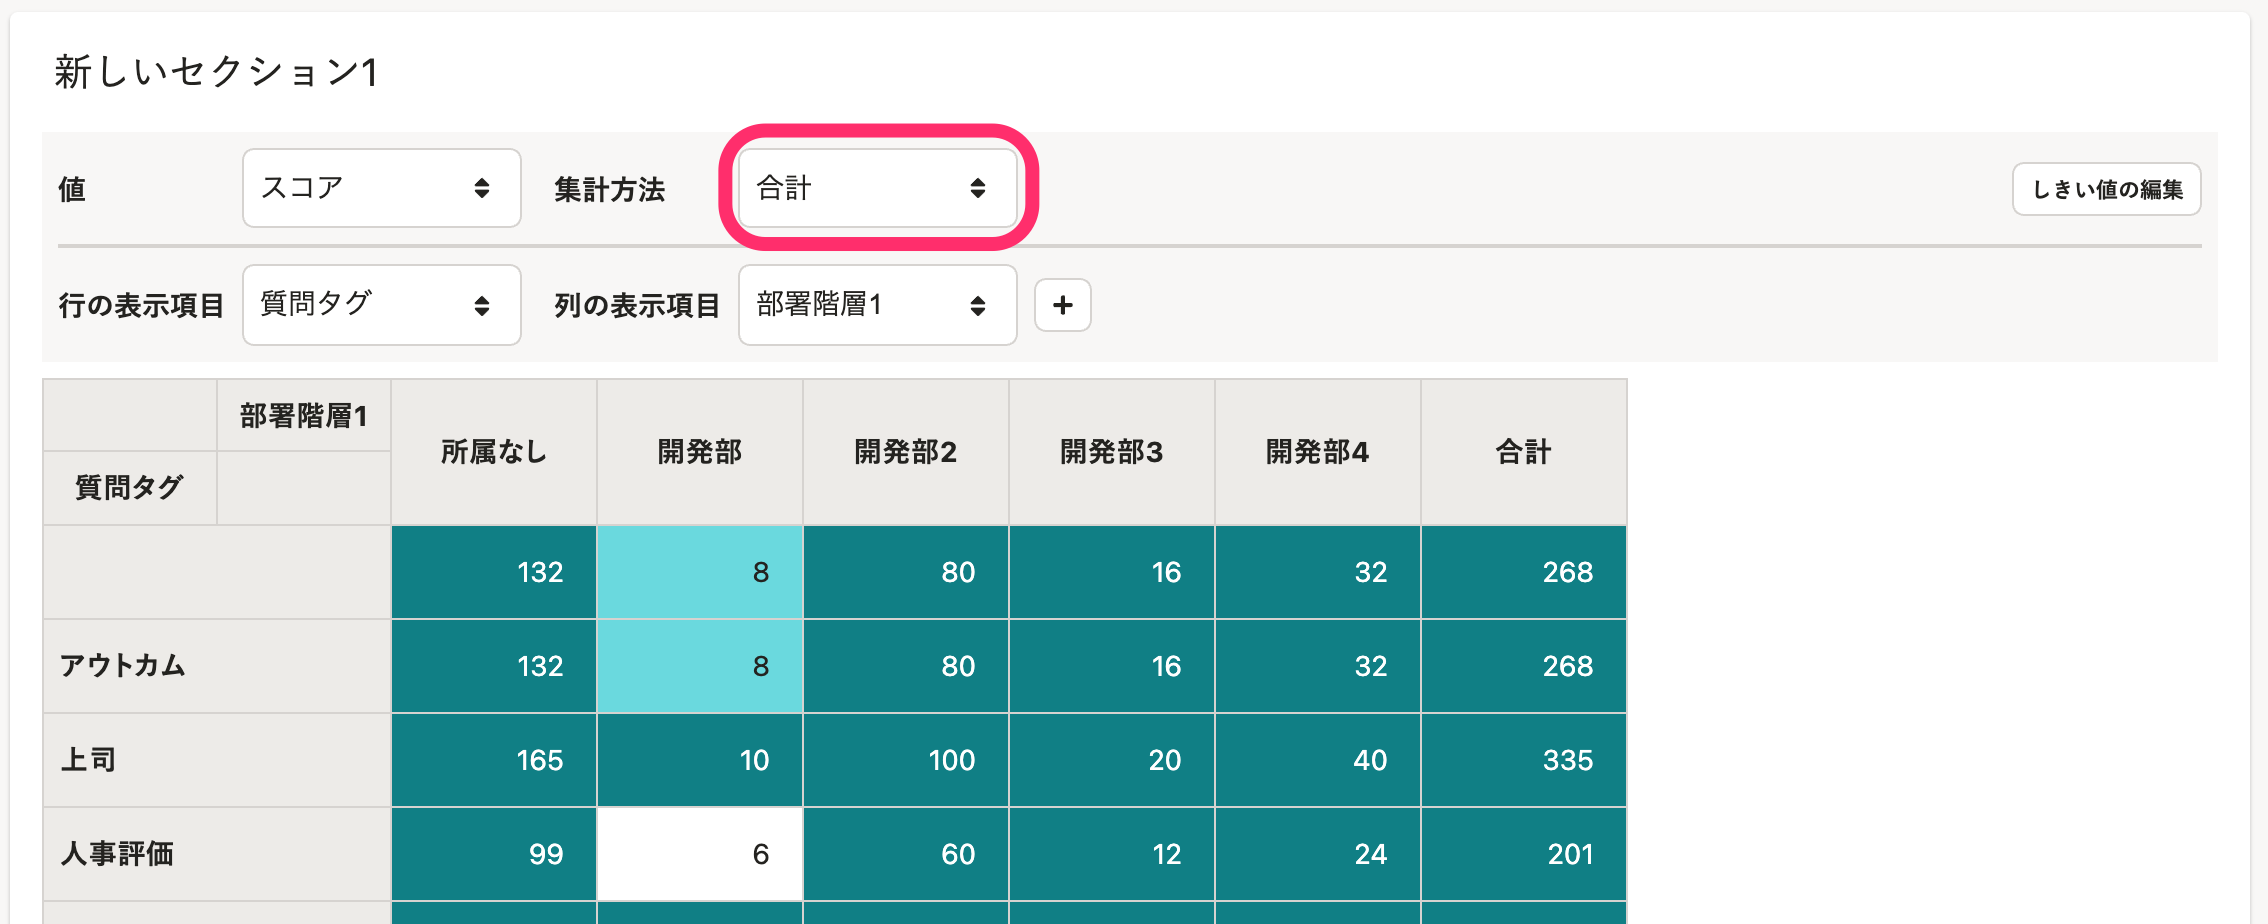 新しいセクション1
値 スコア 集計方法 合計 しきい値の編集
行の表示項目 質問タグ 列の表示項目 部署階層1 +
部署階層1
質問タグ
所属なし 開発部 開発部2 開発部3 開発部4 合計
132 8 80 16 32 268
アウトカム 132 8 80 16 32 268
上司 165 10 100 20 40 335
人事評価 99 6 60 12 24 201